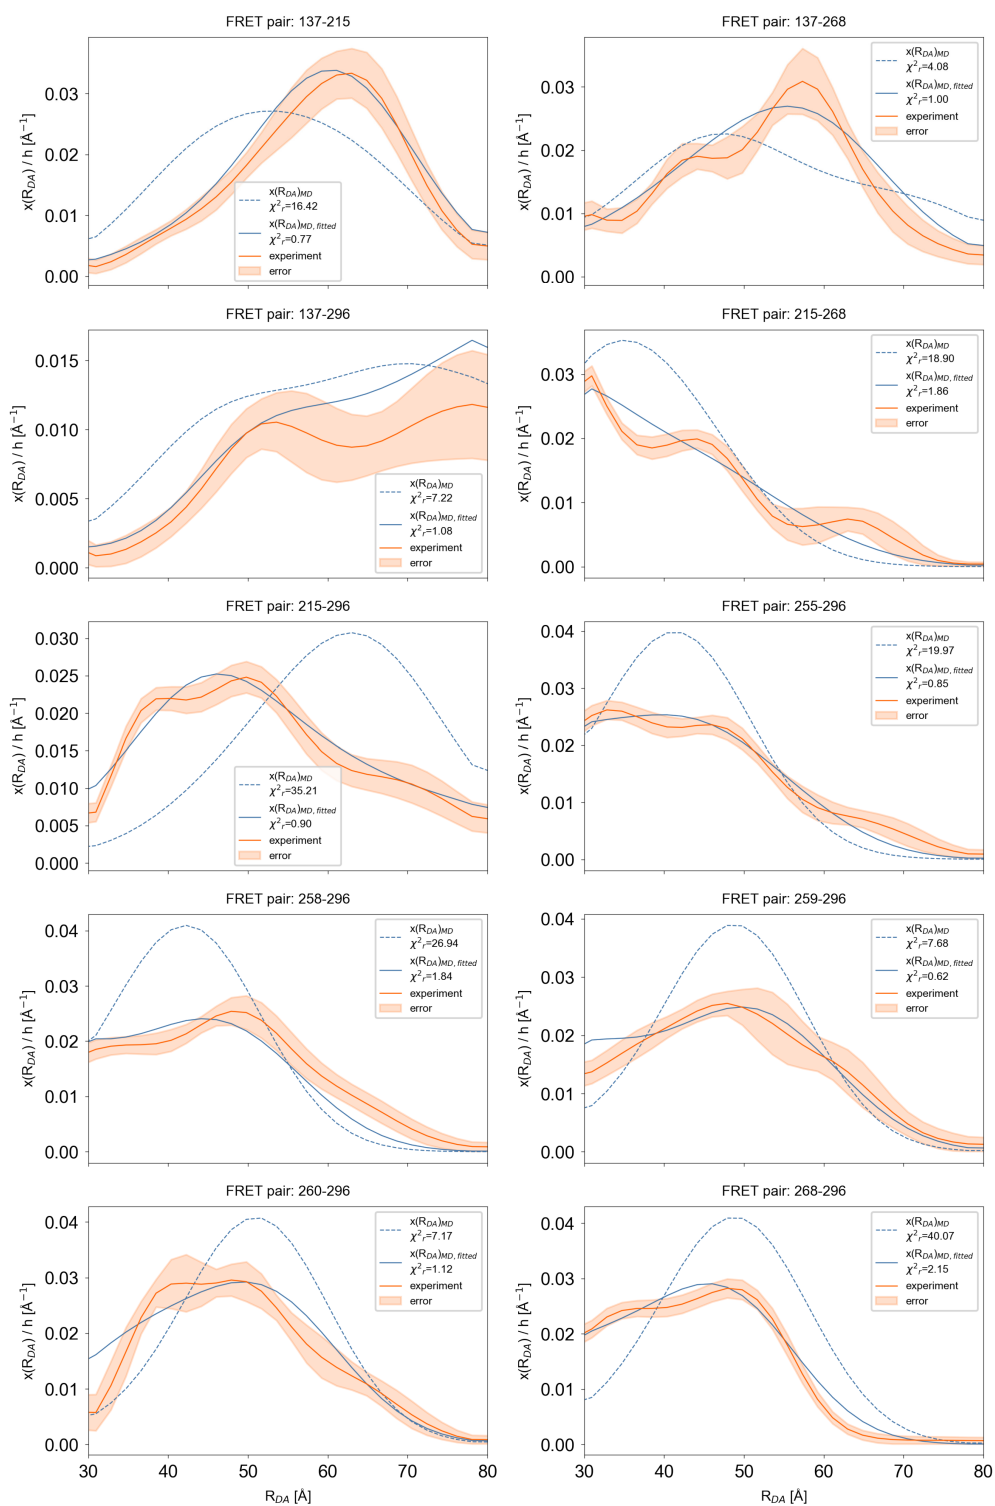 FRET pair: 137-215
x(R_DA) / h [Å⁻¹]
0.03
0.02
0.01
0.00
x(R_DA)_MD
χ²_r=16.42
x(R_DA)_MD, fitted
χ²_r=0.77
experiment
error
FRET pair: 137-268
x(R_DA) / h [Å⁻¹]
0.03
0.02
0.01
0.00
x(R_DA)_MD
χ²_r=4.08
x(R_DA)_MD, fitted
χ²_r=1.00
experiment
error
FRET pair: 137-296
x(R_DA) / h [Å⁻¹]
0.015
0.010
0.005
0.000
x(R_DA)_MD
χ²_r=7.22
x(R_DA)_MD, fitted
χ²_r=1.08
experiment
error
FRET pair: 215-268
x(R_DA) / h [Å⁻¹]
0.03
0.02
0.01
0.00
x(R_DA)_MD
χ²_r=18.90
x(R_DA)_MD, fitted
χ²_r=1.86
experiment
error
FRET pair: 215-296
x(R_DA) / h [Å⁻¹]
0.030
0.025
0.020
0.015
0.010
0.005
0.000
x(R_DA)_MD
χ²_r=35.21
x(R_DA)_MD, fitted
χ²_r=0.90
experiment
error
FRET pair: 255-296
x(R_DA) / h [Å⁻¹]
0.04
0.03
0.02
0.01
0.00
x(R_DA)_MD
χ²_r=19.97
x(R_DA)_MD, fitted
χ²_r=0.85
experiment
error
FRET pair: 258-296
x(R_DA) / h [Å⁻¹]
0.04
0.03
0.02
0.01
0.00
x(R_DA)_MD
χ²_r=26.94
x(R_DA)_MD, fitted
χ²_r=1.84
experiment
error
FRET pair: 259-296
x(R_DA) / h [Å⁻¹]
0.04
0.03
0.02
0.01
0.00
x(R_DA)_MD
χ²_r=7.68
x(R_DA)_MD, fitted
χ²_r=0.62
experiment
error
FRET pair: 260-296
x(R_DA) / h [Å⁻¹]
0.04
0.03
0.02
0.01
0.00
x(R_DA)_MD
χ²_r=7.17
x(R_DA)_MD, fitted
χ²_r=1.12
experiment
error
30 40 50 60 70 80
R_DA [Å]
FRET pair: 268-296
x(R_DA) / h [Å⁻¹]
0.04
0.03
0.02
0.01
0.00
x(R_DA)_MD
χ²_r=40.07
x(R_DA)_MD, fitted
χ²_r=2.15
experiment
error
30 40 50 60 70 80
R_DA [Å]